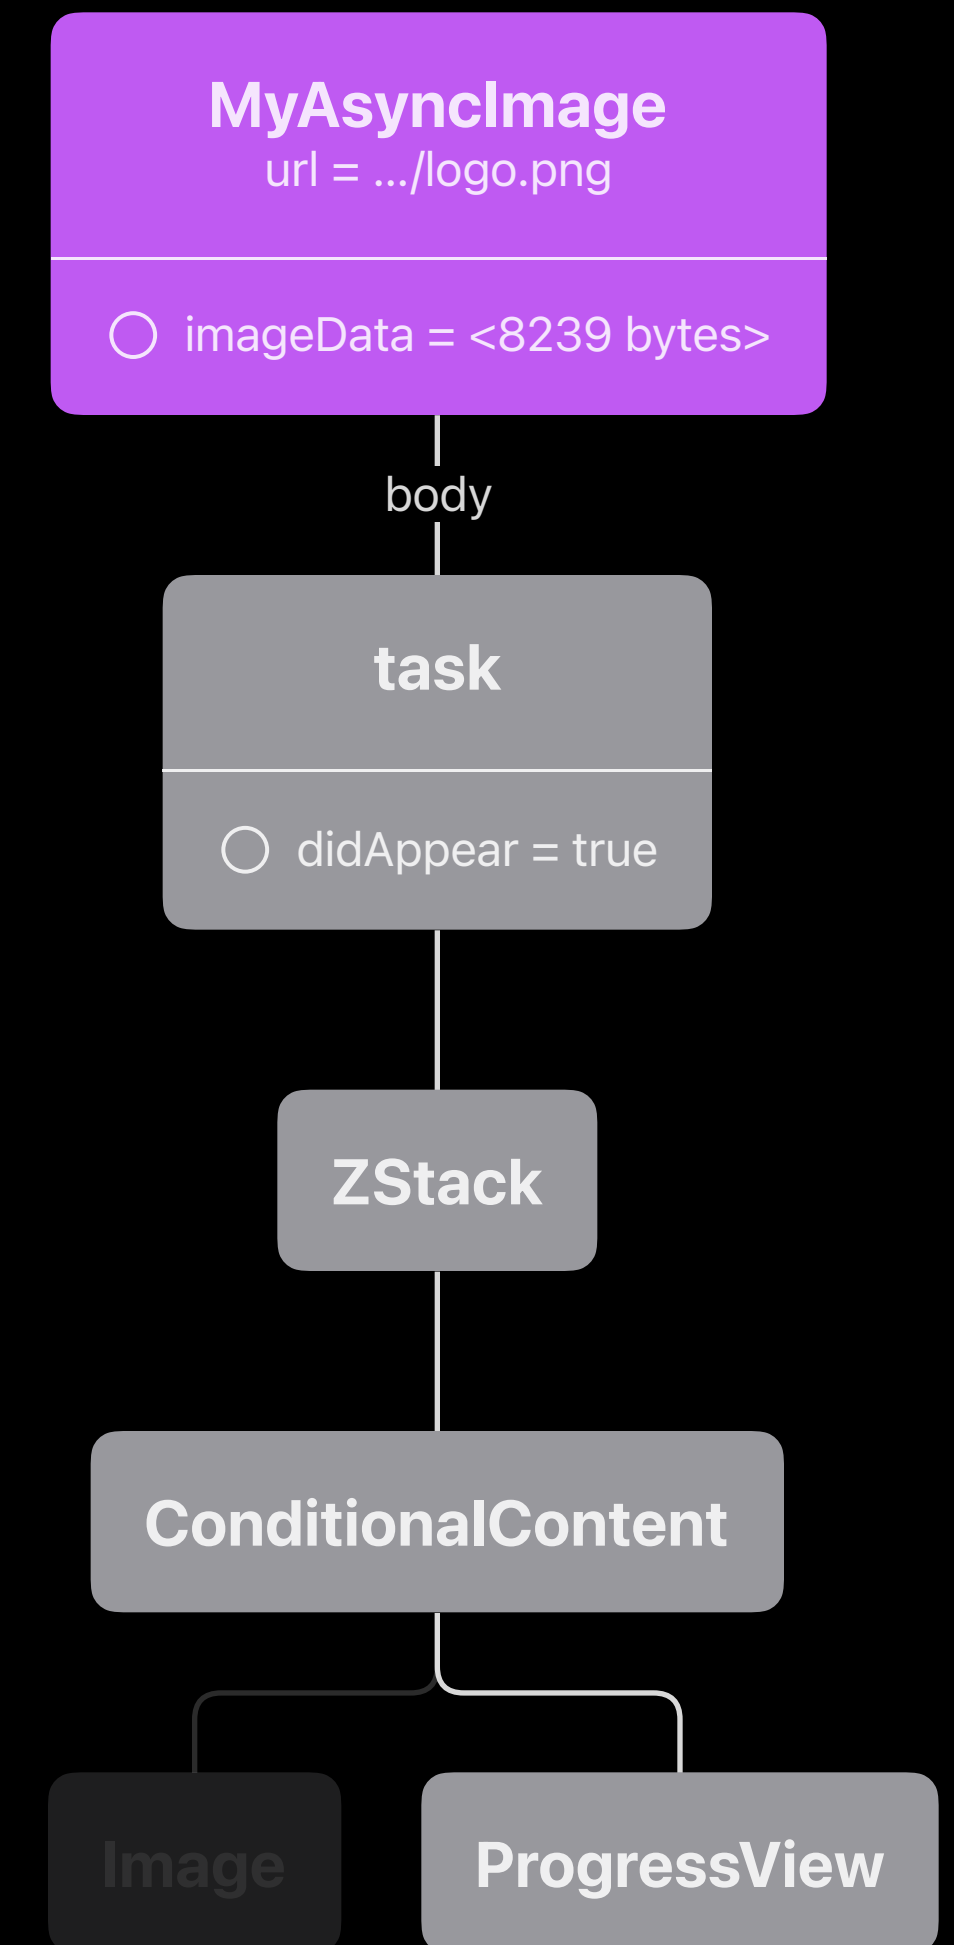 MyAsyncImage
url = .../logo.png
imageData = <8239 bytes>
body
task
didAppear = true
ZStack
ConditionalContent
Image
ProgressView